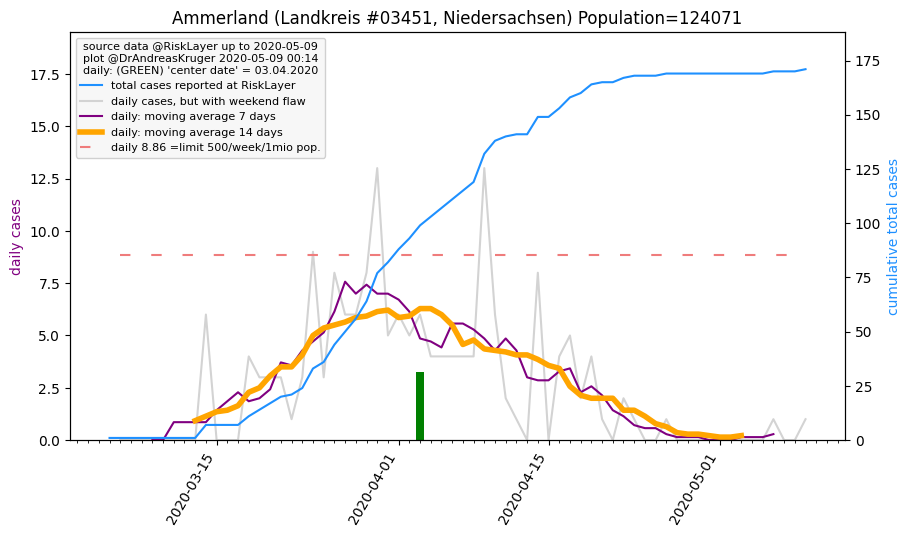 Ammerland (Landkreis #03451, Niedersachsen) Population=124071
source data @RiskLayer up to 2020-05-09
plot @DrAndreasKruger 2020-05-09 00:14
daily: (GREEN) 'center date' = 03.04.2020
total cases reported at RiskLayer
daily cases, but with weekend flaw
daily: moving average 7 days
daily: moving average 14 days
daily 8.86 =limit 500/week/1mio pop.
daily cases
17.5
15.0
12.5
10.0
7.5
5.0
2.5
0.0
175
150
125
100
75
50
25
0
cumulative total cases
2020-03-15
2020-04-01
2020-04-15
2020-05-01